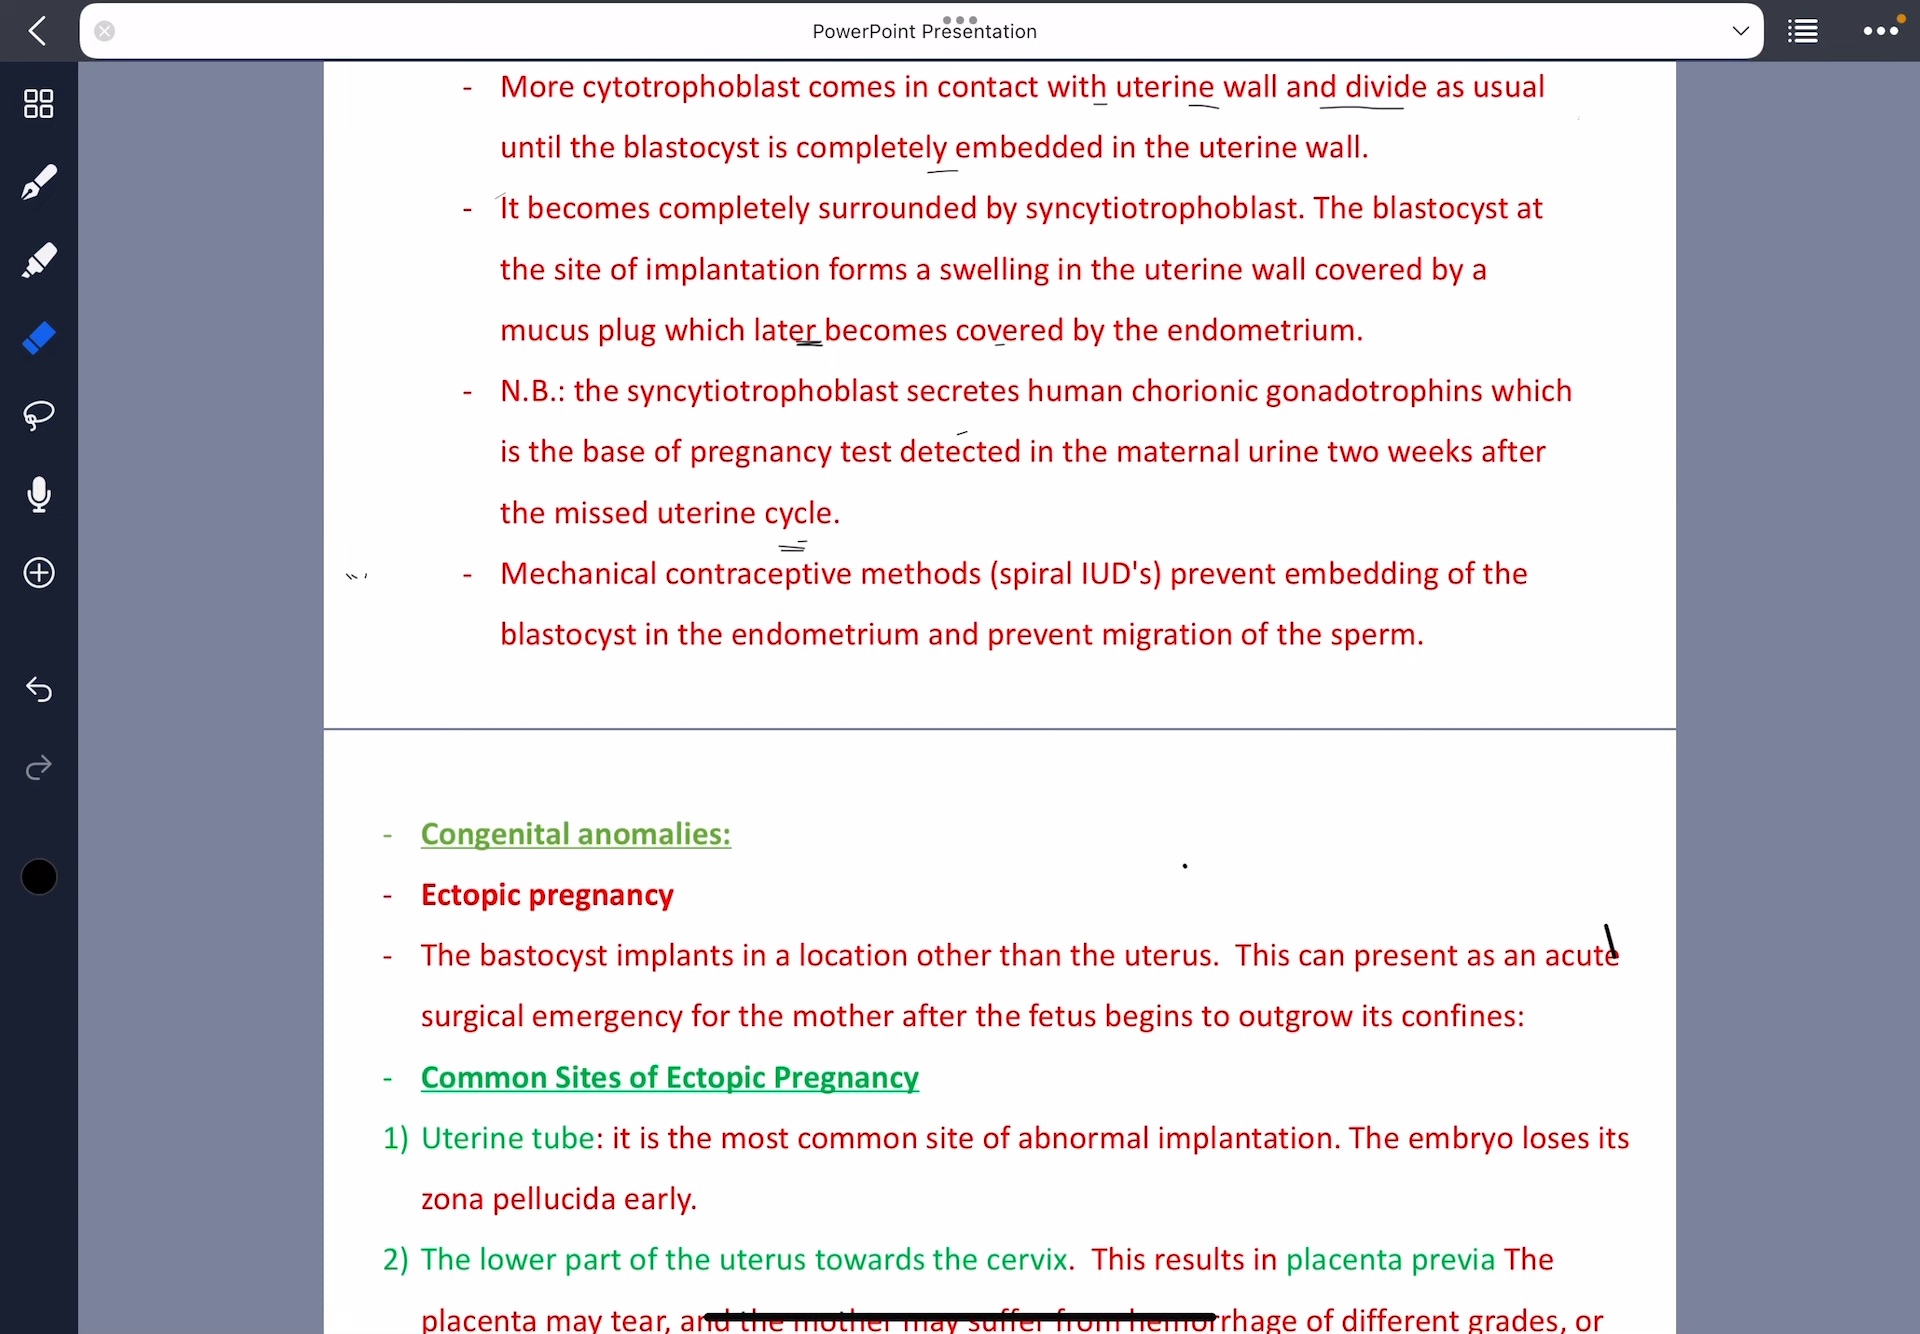 PowerPoint Presentation
- More cytotrophoblast comes in contact with uterine wall and divide as usual
until the blastocyst is completely embedded in the uterine wall.
- It becomes completely surrounded by syncytiotrophoblast. The blastocyst at
the site of implantation forms a swelling in the uterine wall covered by a
mucus plug which later becomes covered by the endometrium.
- N.B.: the syncytiotrophoblast secretes human chorionic gonadotrophins which
is the base of pregnancy test detected in the maternal urine two weeks after
the missed uterine cycle.
- Mechanical contraceptive methods (spiral IUD's) prevent embedding of the
blastocyst in the endometrium and prevent migration of the sperm.
- Congenital anomalies:
- Ectopic pregnancy
- The bastocyst implants in a location other than the uterus. This can present as an acute
surgical emergency for the mother after the fetus begins to outgrow its confines:
- Common Sites of Ectopic Pregnancy
1) Uterine tube: it is the most common site of abnormal implantation. The embryo loses its
zona pellucida early.
2) The lower part of the uterus towards the cervix. This results in placenta previa The
placenta may tear, and the mother may suffer from hemorrhage of different grades, or